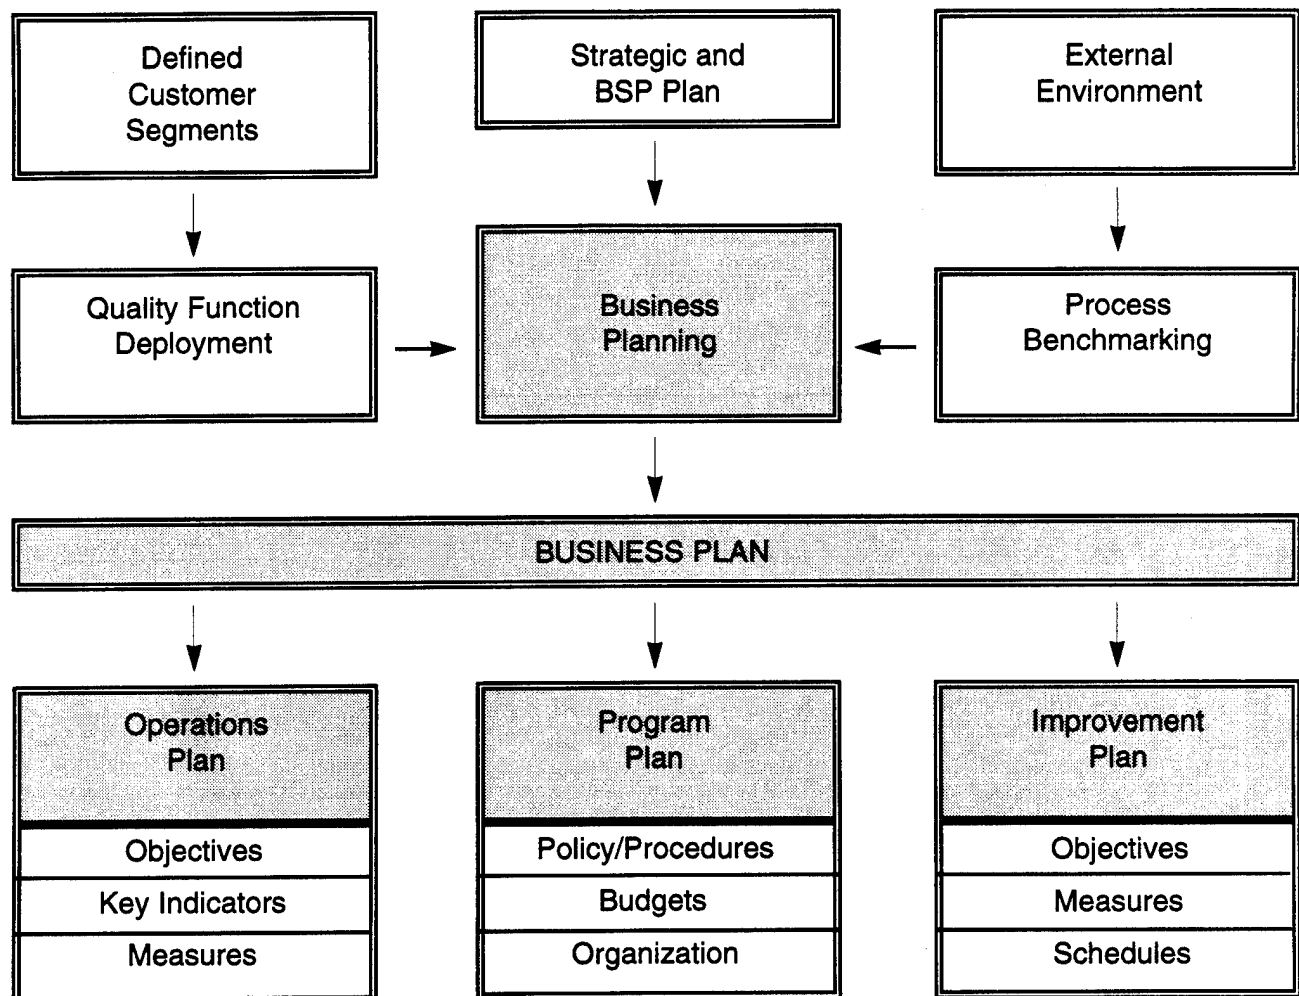 Defined
Customer
Segments
Strategic and
BSP Plan
External
Environment
Quality Function
Deployment
Business
Planning
Process
Benchmarking
BUSINESS PLAN
Operations
Plan
Objectives
Key Indicators
Measures
Program
Plan
Policy/Procedures
Budgets
Organization
Improvement
Plan
Objectives
Measures
Schedules